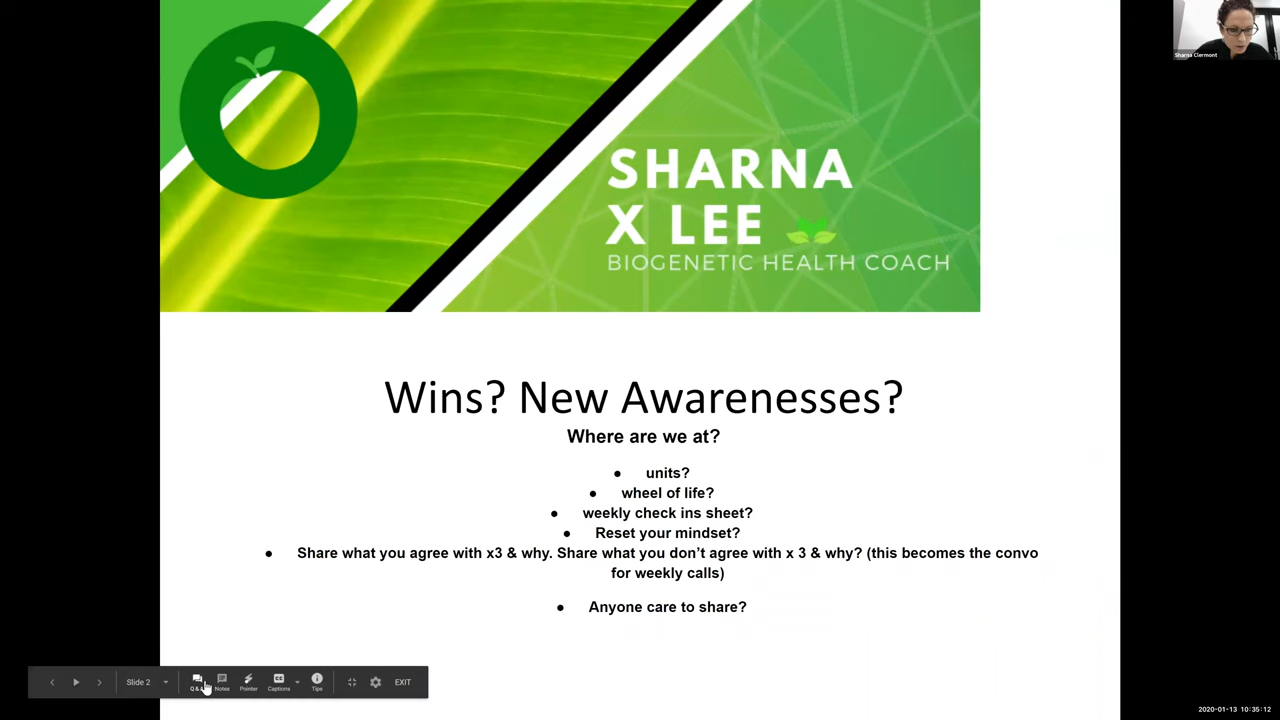 Sharna Clermont
SHARNA
X LEE
BIOGENETIC HEALTH COACH
Wins? New Awarenesses?
Where are we at?
● units?
● wheel of life?
● weekly check ins sheet?
● Reset your mindset?
● Share what you agree with x3 & why. Share what you don't agree with x 3 & why? (this becomes the convo
for weekly calls)
● Anyone care to share?
Slide 2
Notes Pointer Captions Tips EXIT
2020-01-13 10:35:12